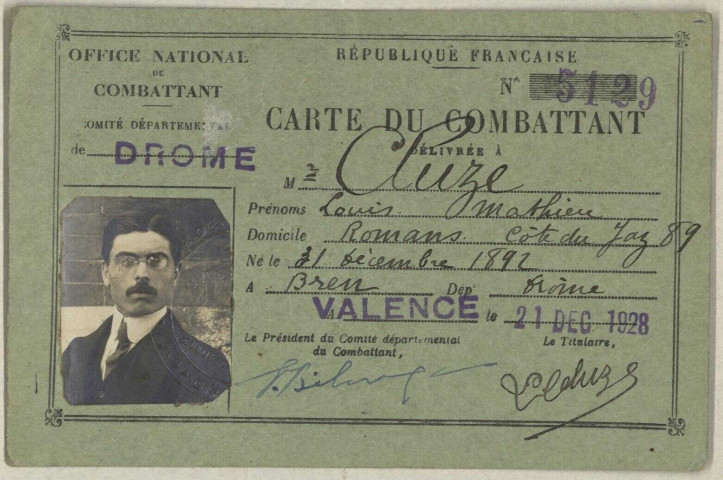 OFFICE NATIONAL
DU
COMBATTANT
COMITÉ DÉPARTEMENTAL
de DROME
RÉPUBLIQUE FRANÇAISE
N° 5129
CARTE DU COMBATTANT
DÉLIVRÉE À
M Cluze
Prénoms Louis Mathieu
Domicile Romans Côte du 89
Né le 31 décembre 1892
A Bren Dép Drôme
A VALENCE le 21 DEC 1928
Le Président du Comité départemental
du Combattant,
Le Titulaire,
LCluze